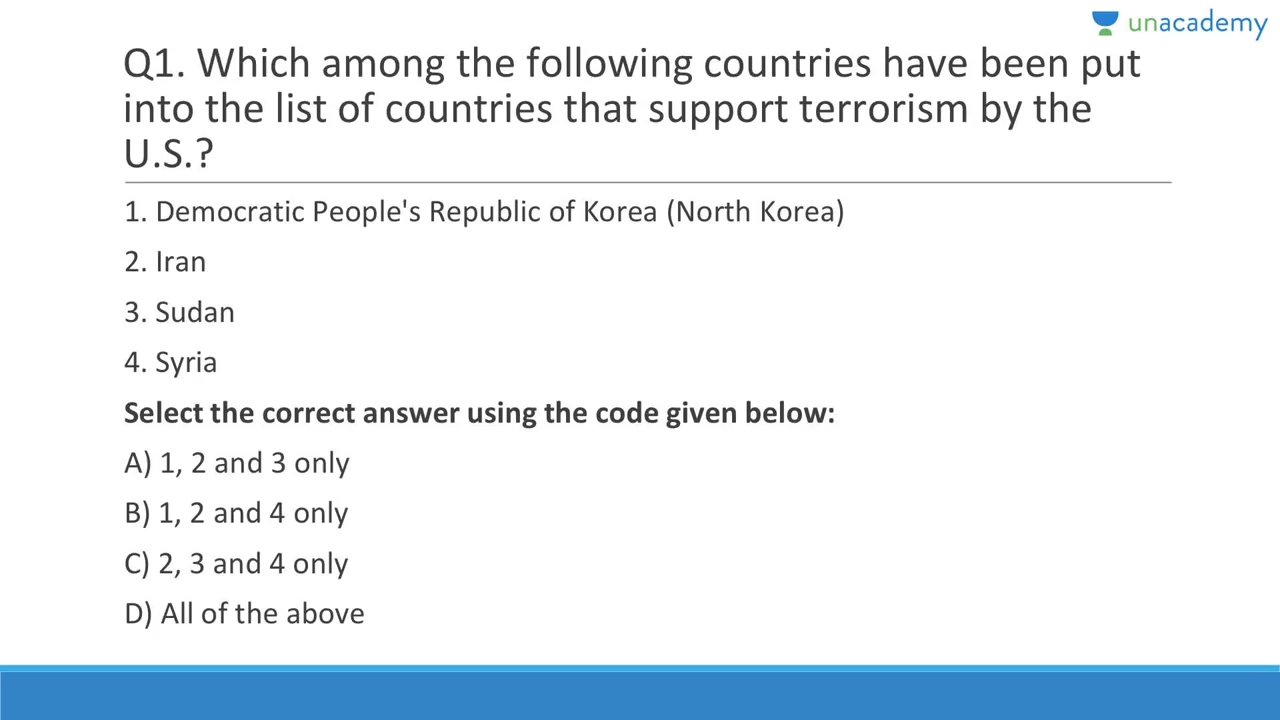 unacademy
Q1. Which among the following countries have been put
into the list of countries that support terrorism by the
U.S.?
1. Democratic People's Republic of Korea (North Korea)
2. Iran
3. Sudan
4. Syria
Select the correct answer using the code given below:
A) 1, 2 and 3 only
B) 1, 2 and 4 only
C) 2, 3 and 4 only
D) All of the above